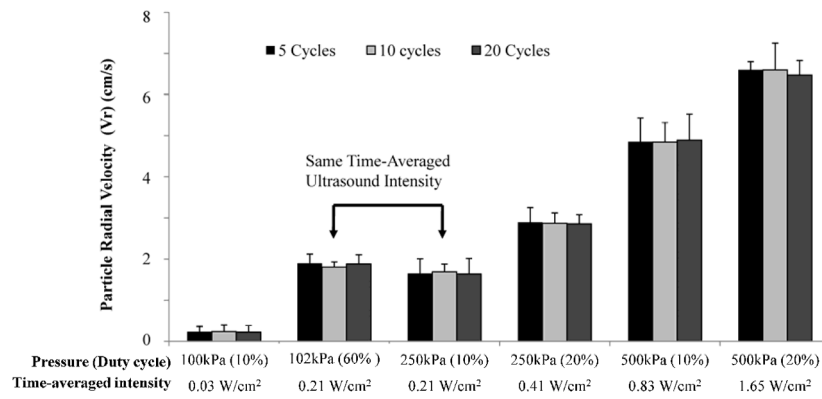 8
6
4
2
0
Particle Radial Velocity (Vr) (cm/s)
5 Cycles 10 cycles 20 Cycles
Same Time-Averaged
Ultrasound Intensity
Pressure (Duty cycle) 100kPa (10%) 102kPa (60% ) 250kPa (10%) 250kPa (20%) 500kPa (10%) 500kPa (20%)
Time-averaged intensity 0.03 W/cm² 0.21 W/cm² 0.21 W/cm² 0.41 W/cm² 0.83 W/cm² 1.65 W/cm²